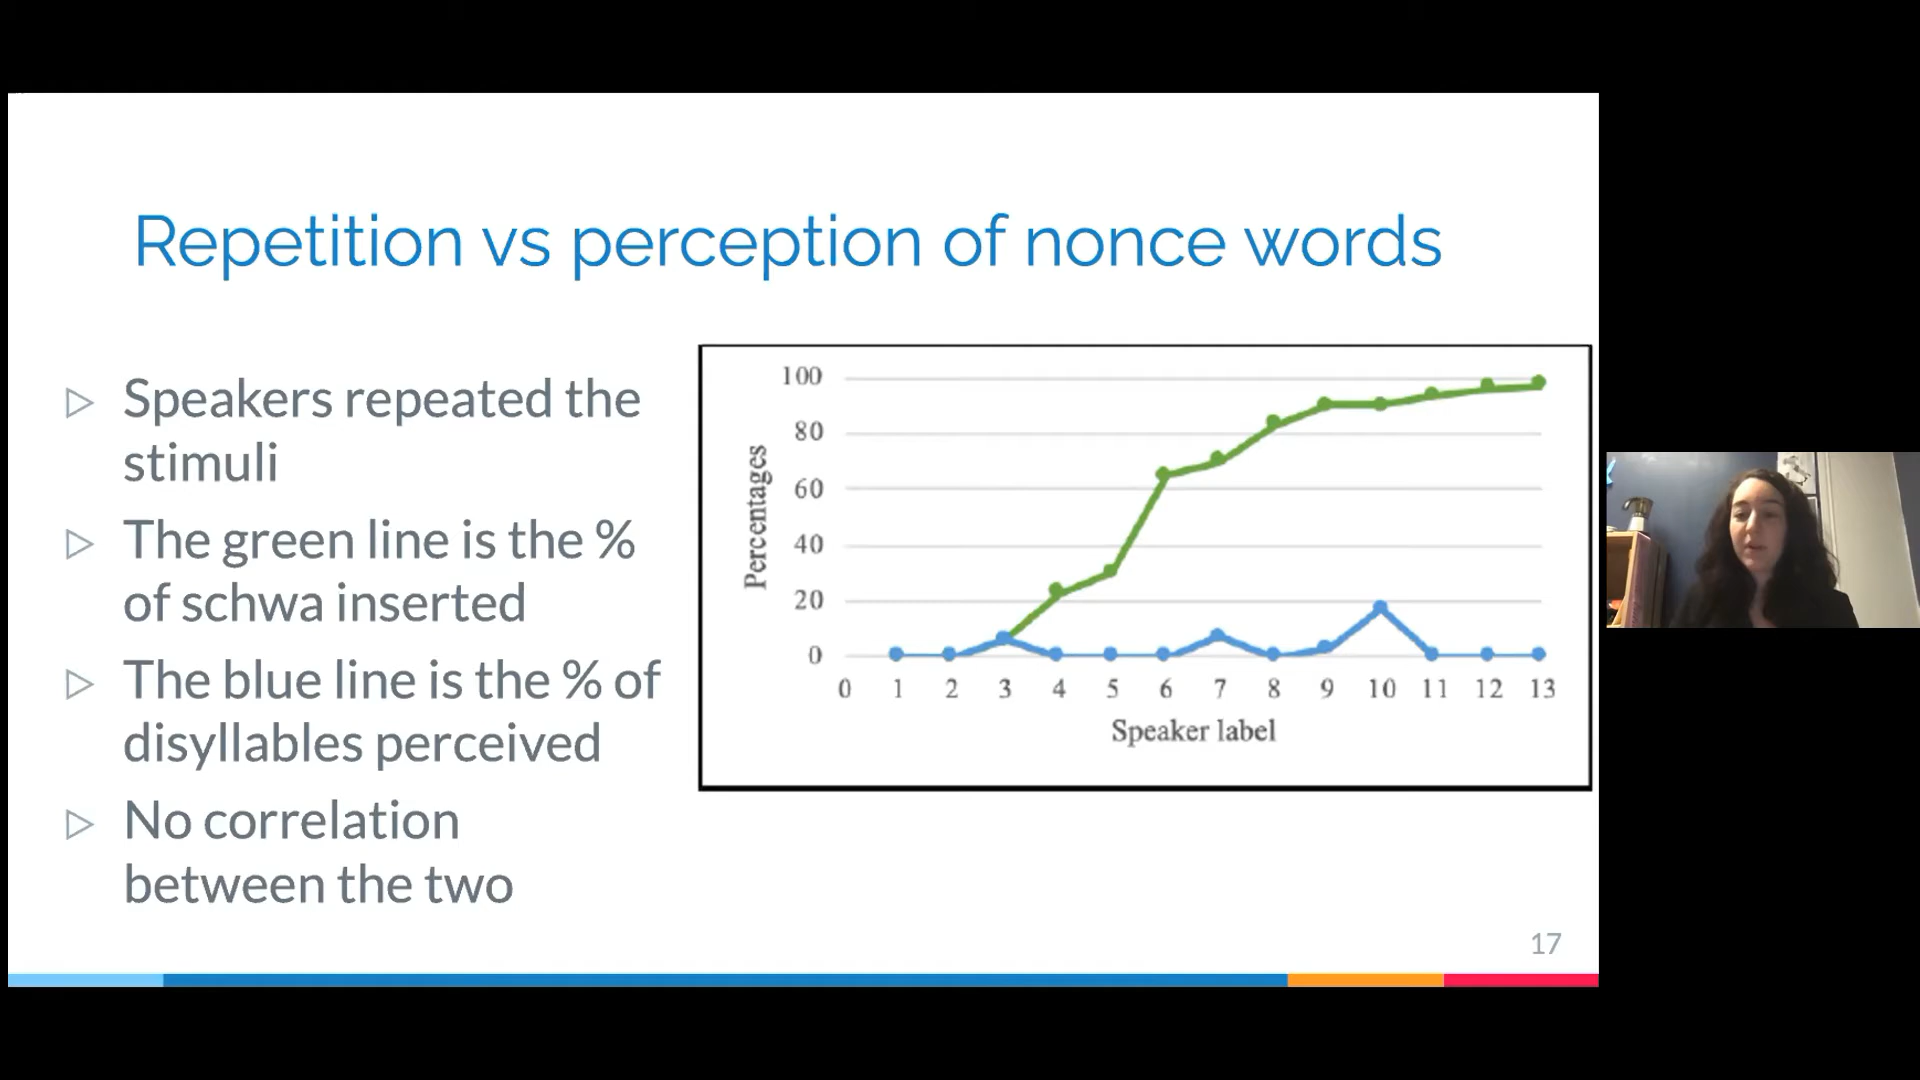 Repetition vs perception of nonce words
Speakers repeated the
stimuli
The green line is the %
of schwa inserted
The blue line is the % of
disyllables perceived
No correlation
between the two
Percentages
100
80
60
40
20
0
0 1 2 3 4 5 6 7 8 9 10 11 12 13
Speaker label
17